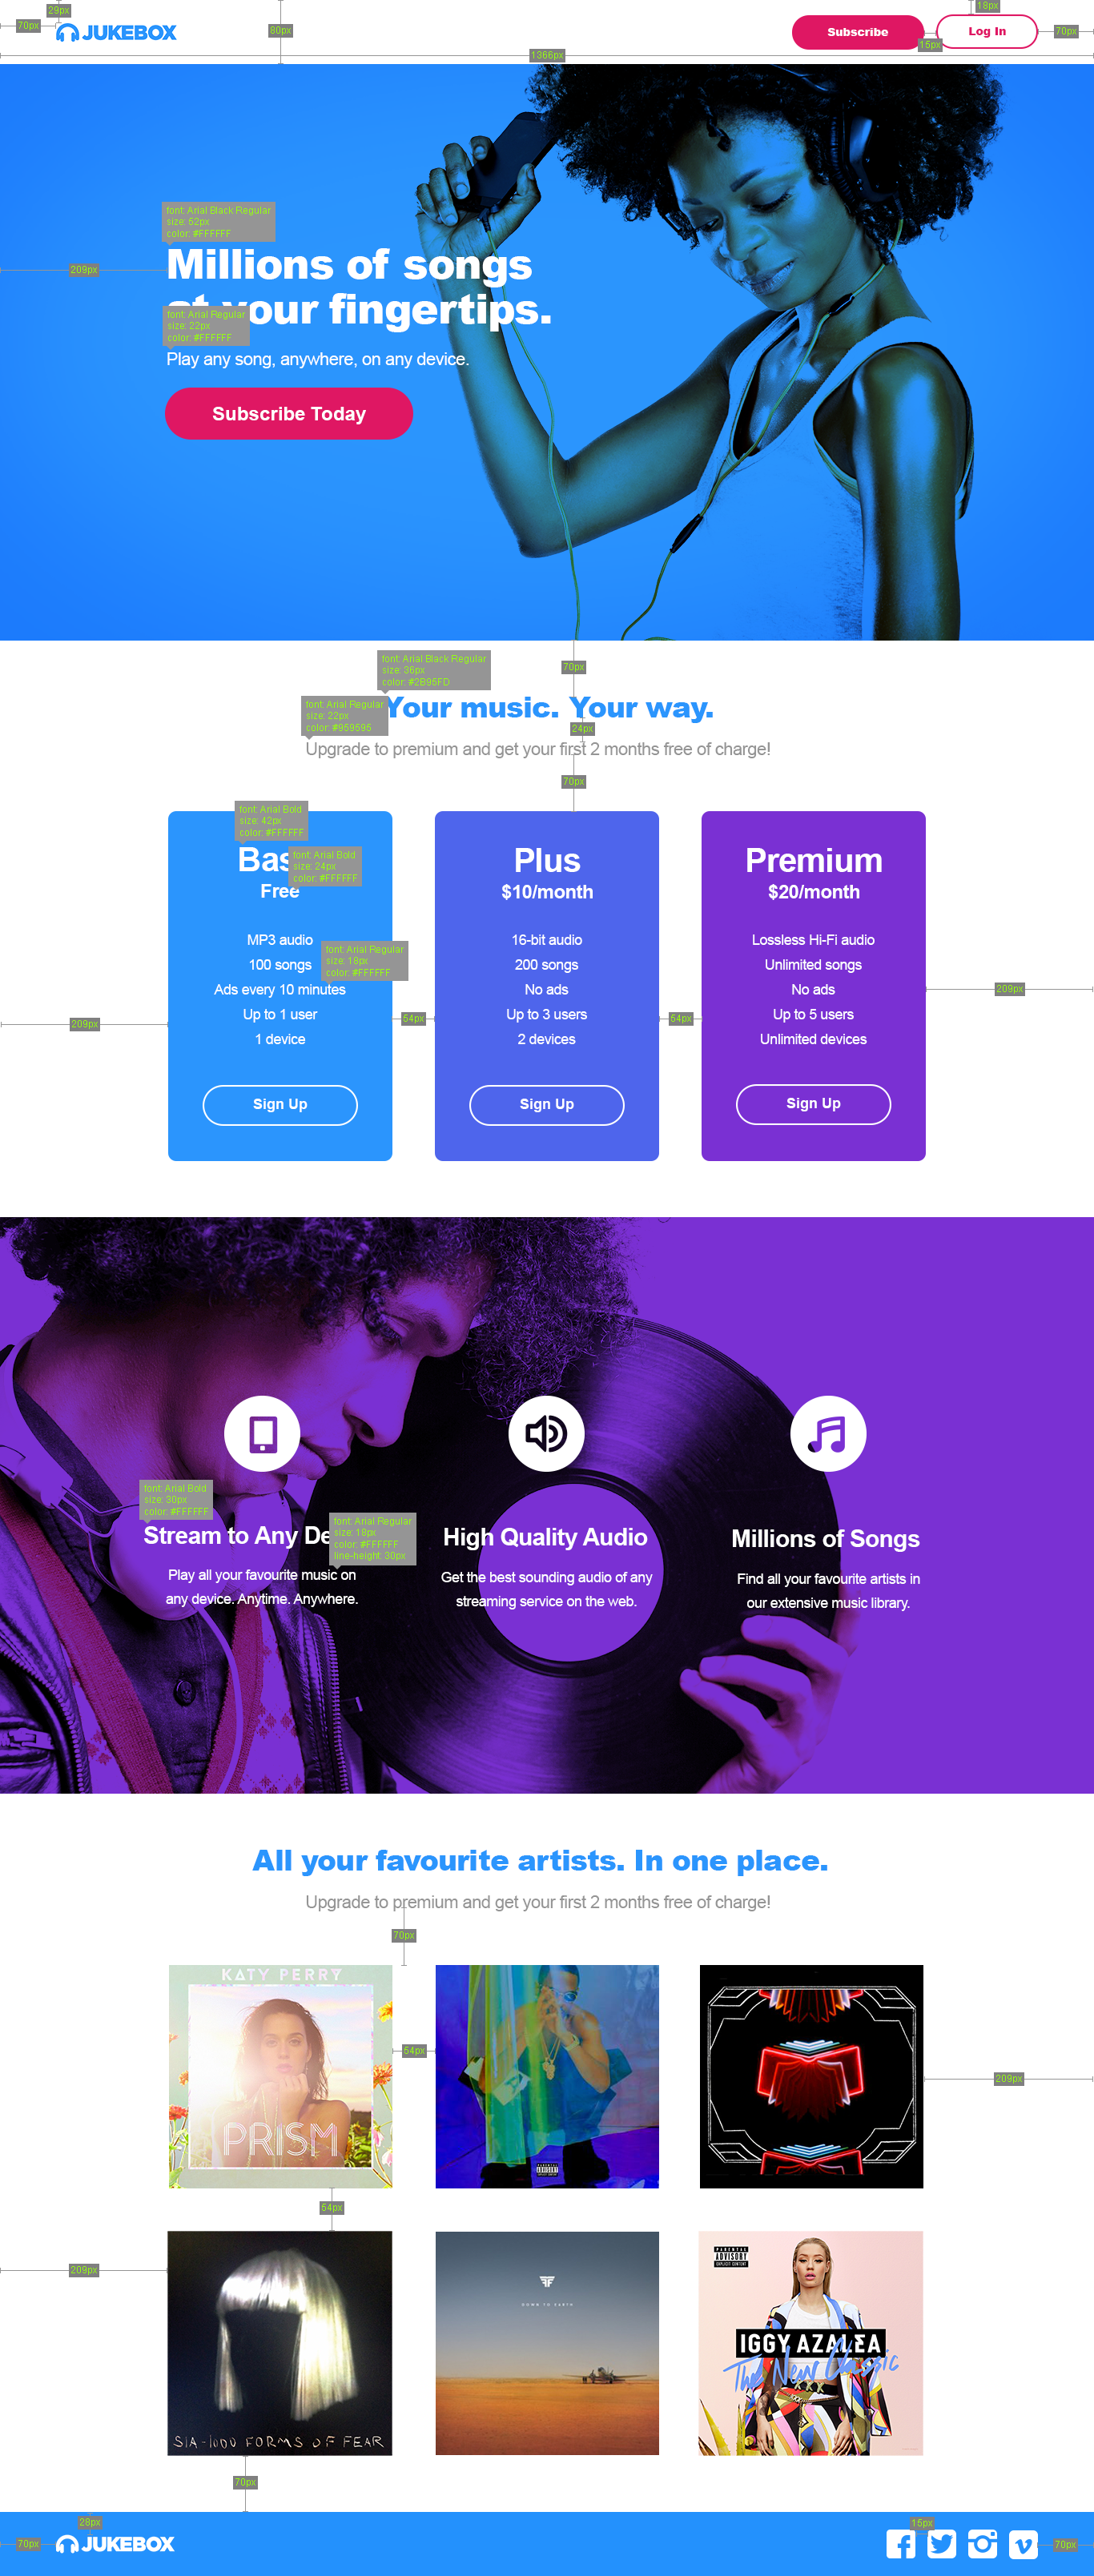 29px
18px
70px
JUKEBOX
80px
Subscribe
15px
Log In
70px
1366px
font: Arial Black Regular
size: 52px
color: #FFFFFF
209px
Millions of songs
at your fingertips.
font: Arial Regular
size: 22px
color: #FFFFFF
Play any song, anywhere, on any device.
Subscribe Today
font: Arial Black Regular
size: 36px
color: #2B95FD
70px
font: Arial Regular
size: 22px
color: #959595
Your music. Your way.
24px
Upgrade to premium and get your first 2 months free of charge!
70px
font: Arial Bold
size: 42px
color: #FFFFFF
font: Arial Bold
size: 24px
color: #FFFFFF
Free
MP3 audio
100 songs
font: Arial Regular
size: 18px
color: #FFFFFF
Ads every 10 minutes
Up to 1 user
1 device
Sign Up
209px
54px
Plus
$10/month
16-bit audio
200 songs
No ads
Up to 3 users
2 devices
Sign Up
54px
Premium
$20/month
Lossless Hi-Fi audio
Unlimited songs
No ads
Up to 5 users
Unlimited devices
Sign Up
209px
font: Arial Bold
size: 30px
color: #FFFFFF
Stream to Any
font: Arial Regular
size: 18px
color: #FFFFFF
line-height: 30px
Play all your favourite music on
any device. Anytime. Anywhere.
High Quality Audio
Get the best sounding audio of any
streaming service on the web.
Millions of Songs
Find all your favourite artists in
our extensive music library.
All your favourite artists. In one place.
Upgrade to premium and get your first 2 months free of charge!
70px
KATY PERRY
PRISM
54px
PARENTAL
ADVISORY
EXPLICIT CONTENT
209px
54px
209px
SIA - 1000 FORMS OF FEAR
DOWN TO EARTH
PARENTAL
ADVISORY
EXPLICIT CONTENT
IGGY AZALEA
The New Classic
70px
28px
70px
JUKEBOX
15px
70px